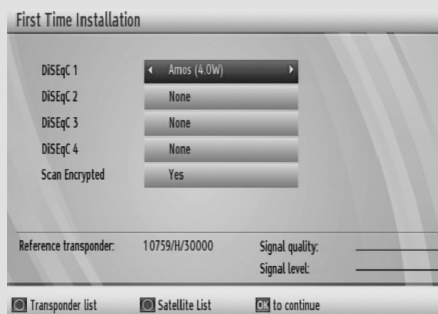 First Time Installation
DiSEqC 1 Amos (4.0W)
DiSEqC 2 None
DiSEqC 3 None
DiSEqC 4 None
Scan Encrypted Yes
Reference transponder: 10759/H/30000 Signal quality:
Signal level:
Transponder list Satellite List OK to continue